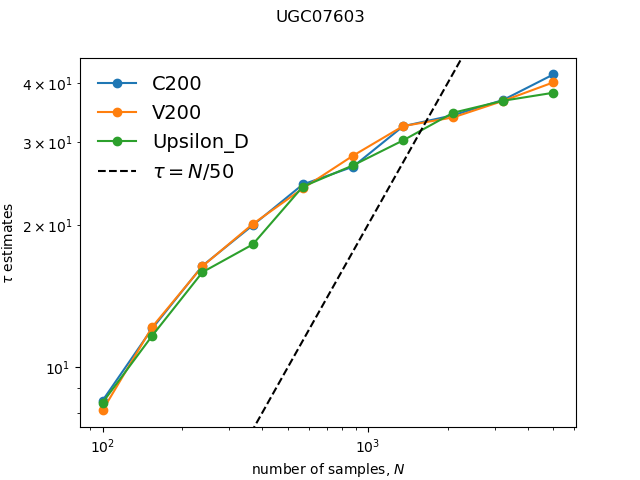 UGC07603
C200
V200
Upsilon_D
τ = N/50
4 × 10¹
3 × 10¹
2 × 10¹
10¹
τ estimates
10²
10³
number of samples, N